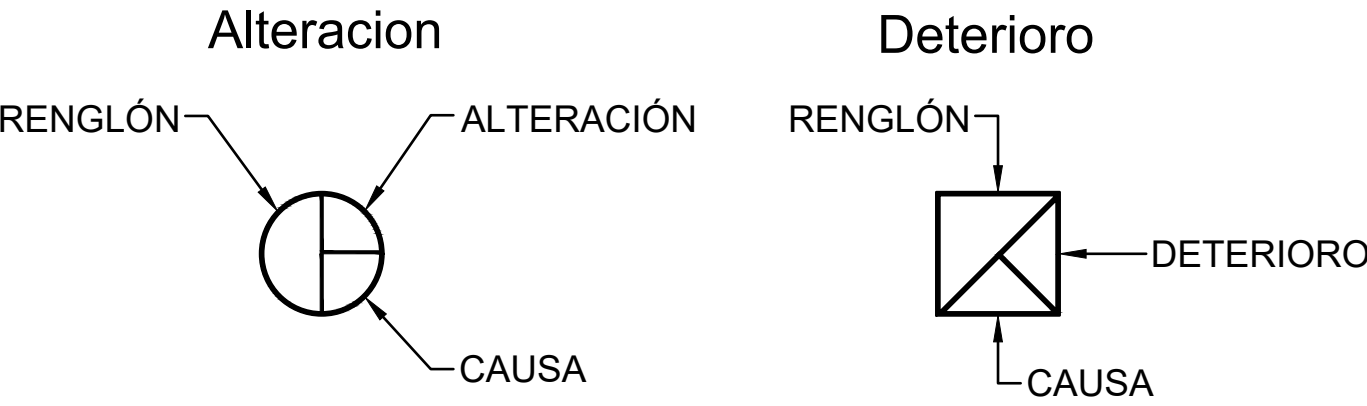 Alteracion
RENGLÓN
ALTERACIÓN
CAUSA
Deterioro
RENGLÓN
DETERIORO
CAUSA